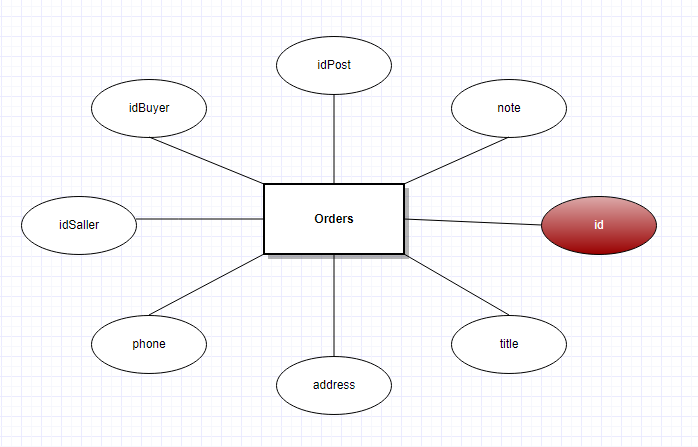 idPost
idBuyer
note
idSaller
Orders
id
phone
title
address